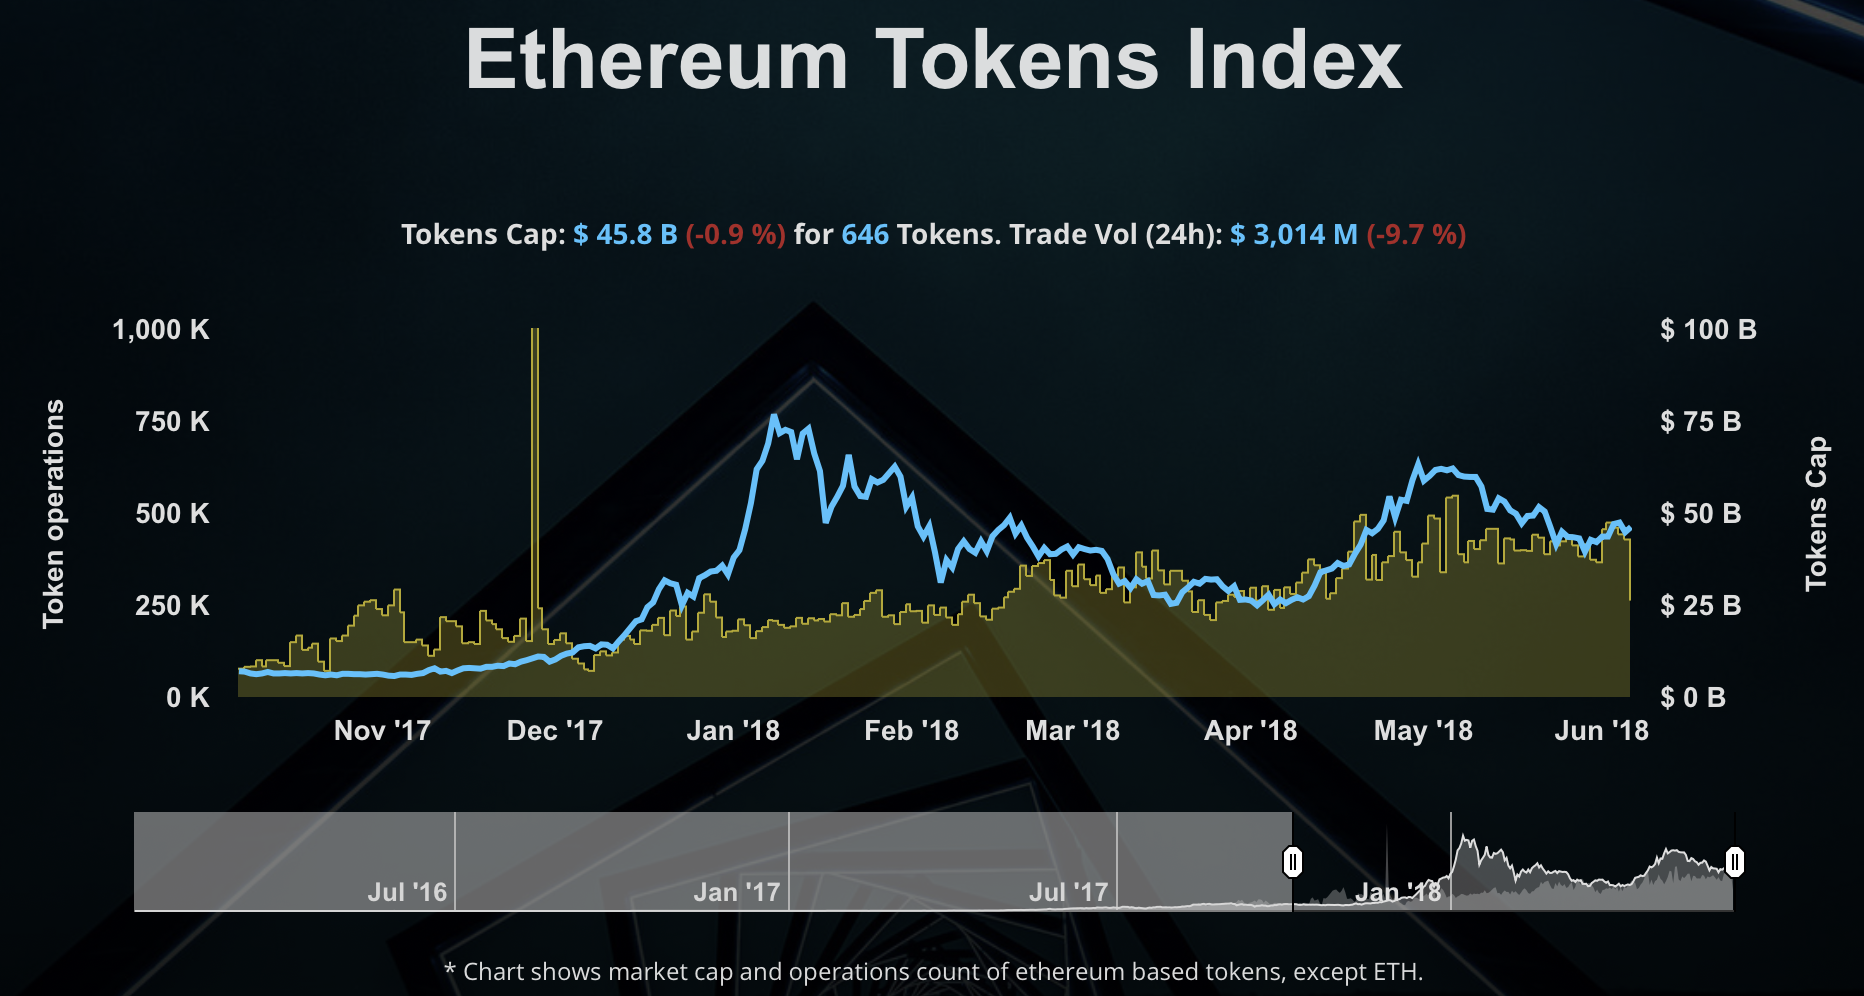 Ethereum Tokens Index
Tokens Cap: $ 45.8 B (-0.9 %) for 646 Tokens. Trade Vol (24h): $ 3,014 M (-9.7 %)
Token operations
1,000 K
750 K
500 K
250 K
0 K
$ 100 B
$ 75 B
$ 50 B
$ 25 B
$ 0 B
Tokens Cap
Nov '17 Dec '17 Jan '18 Feb '18 Mar '18 Apr '18 May '18 Jun '18
Jul '16 Jan '17 Jul '17 Jan '18
* Chart shows market cap and operations count of ethereum based tokens, except ETH.